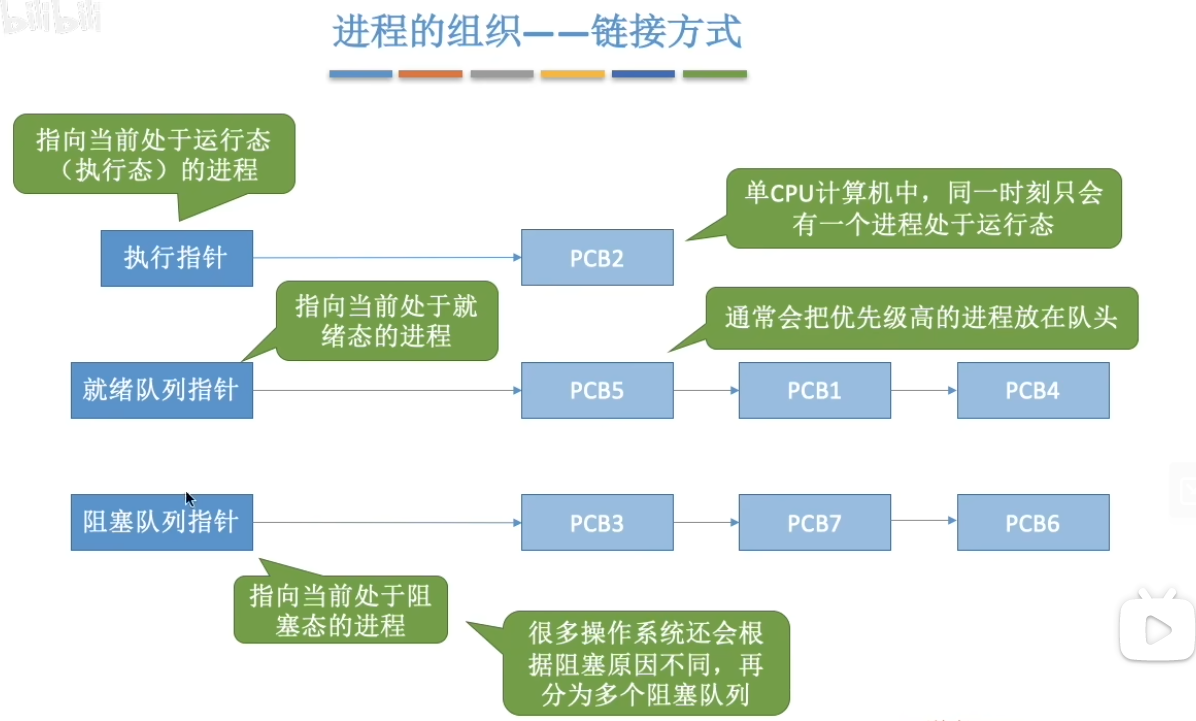 bilibili
进程的组织——链接方式
指向当前处于运行态
（执行态）的进程
单CPU计算机中，同一时刻只会
有一个进程处于运行态
执行指针
PCB2
指向当前处于就
绪态的进程
通常会把优先级高的进程放在队头
就绪队列指针
PCB5
PCB1
PCB4
阻塞队列指针
PCB3
PCB7
PCB6
指向当前处于阻
塞态的进程
很多操作系统还会根
据阻塞原因不同，再
分为多个阻塞队列